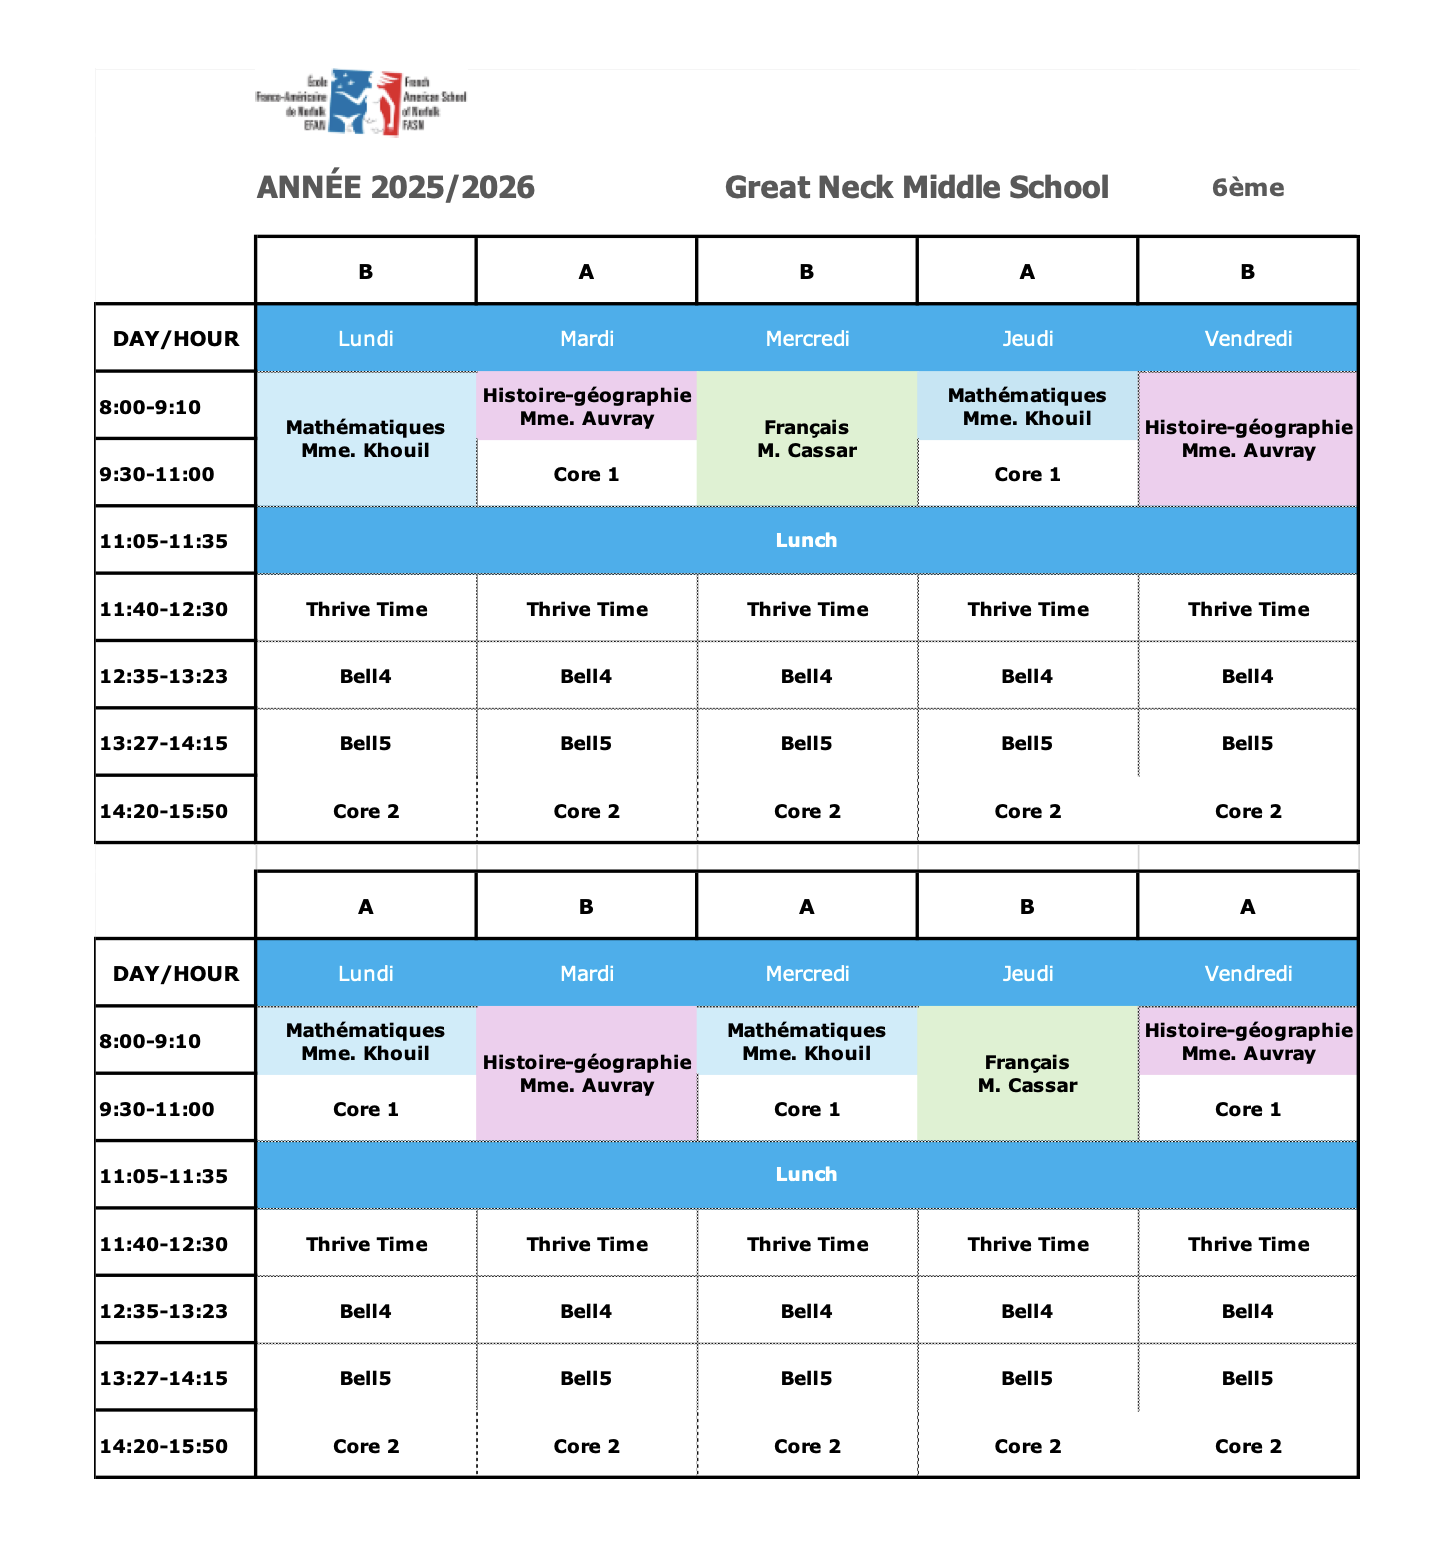 École
Franco-Américaine
de Norfolk
EFAN
French
American School
of Norfolk
FASN
ANNÉE 2025/2026 Great Neck Middle School 6ème
B A B A B
DAY/HOUR Lundi Mardi Mercredi Jeudi Vendredi
8:00-9:10
Mathématiques
Mme. Khouil
Histoire-géographie
Mme. Auvray
Français
M. Cassar
Mathématiques
Mme. Khouil
Histoire-géographie
Mme. Auvray
9:30-11:00 Core 1 Core 1
11:05-11:35 Lunch
11:40-12:30 Thrive Time Thrive Time Thrive Time Thrive Time Thrive Time
12:35-13:23 Bell4 Bell4 Bell4 Bell4 Bell4
13:27-14:15 Bell5 Bell5 Bell5 Bell5 Bell5
14:20-15:50 Core 2 Core 2 Core 2 Core 2 Core 2
A B A B A
DAY/HOUR Lundi Mardi Mercredi Jeudi Vendredi
8:00-9:10
Mathématiques
Mme. Khouil
Histoire-géographie
Mme. Auvray
Mathématiques
Mme. Khouil
Français
M. Cassar
Histoire-géographie
Mme. Auvray
9:30-11:00 Core 1 Core 1 Core 1
11:05-11:35 Lunch
11:40-12:30 Thrive Time Thrive Time Thrive Time Thrive Time Thrive Time
12:35-13:23 Bell4 Bell4 Bell4 Bell4 Bell4
13:27-14:15 Bell5 Bell5 Bell5 Bell5 Bell5
14:20-15:50 Core 2 Core 2 Core 2 Core 2 Core 2